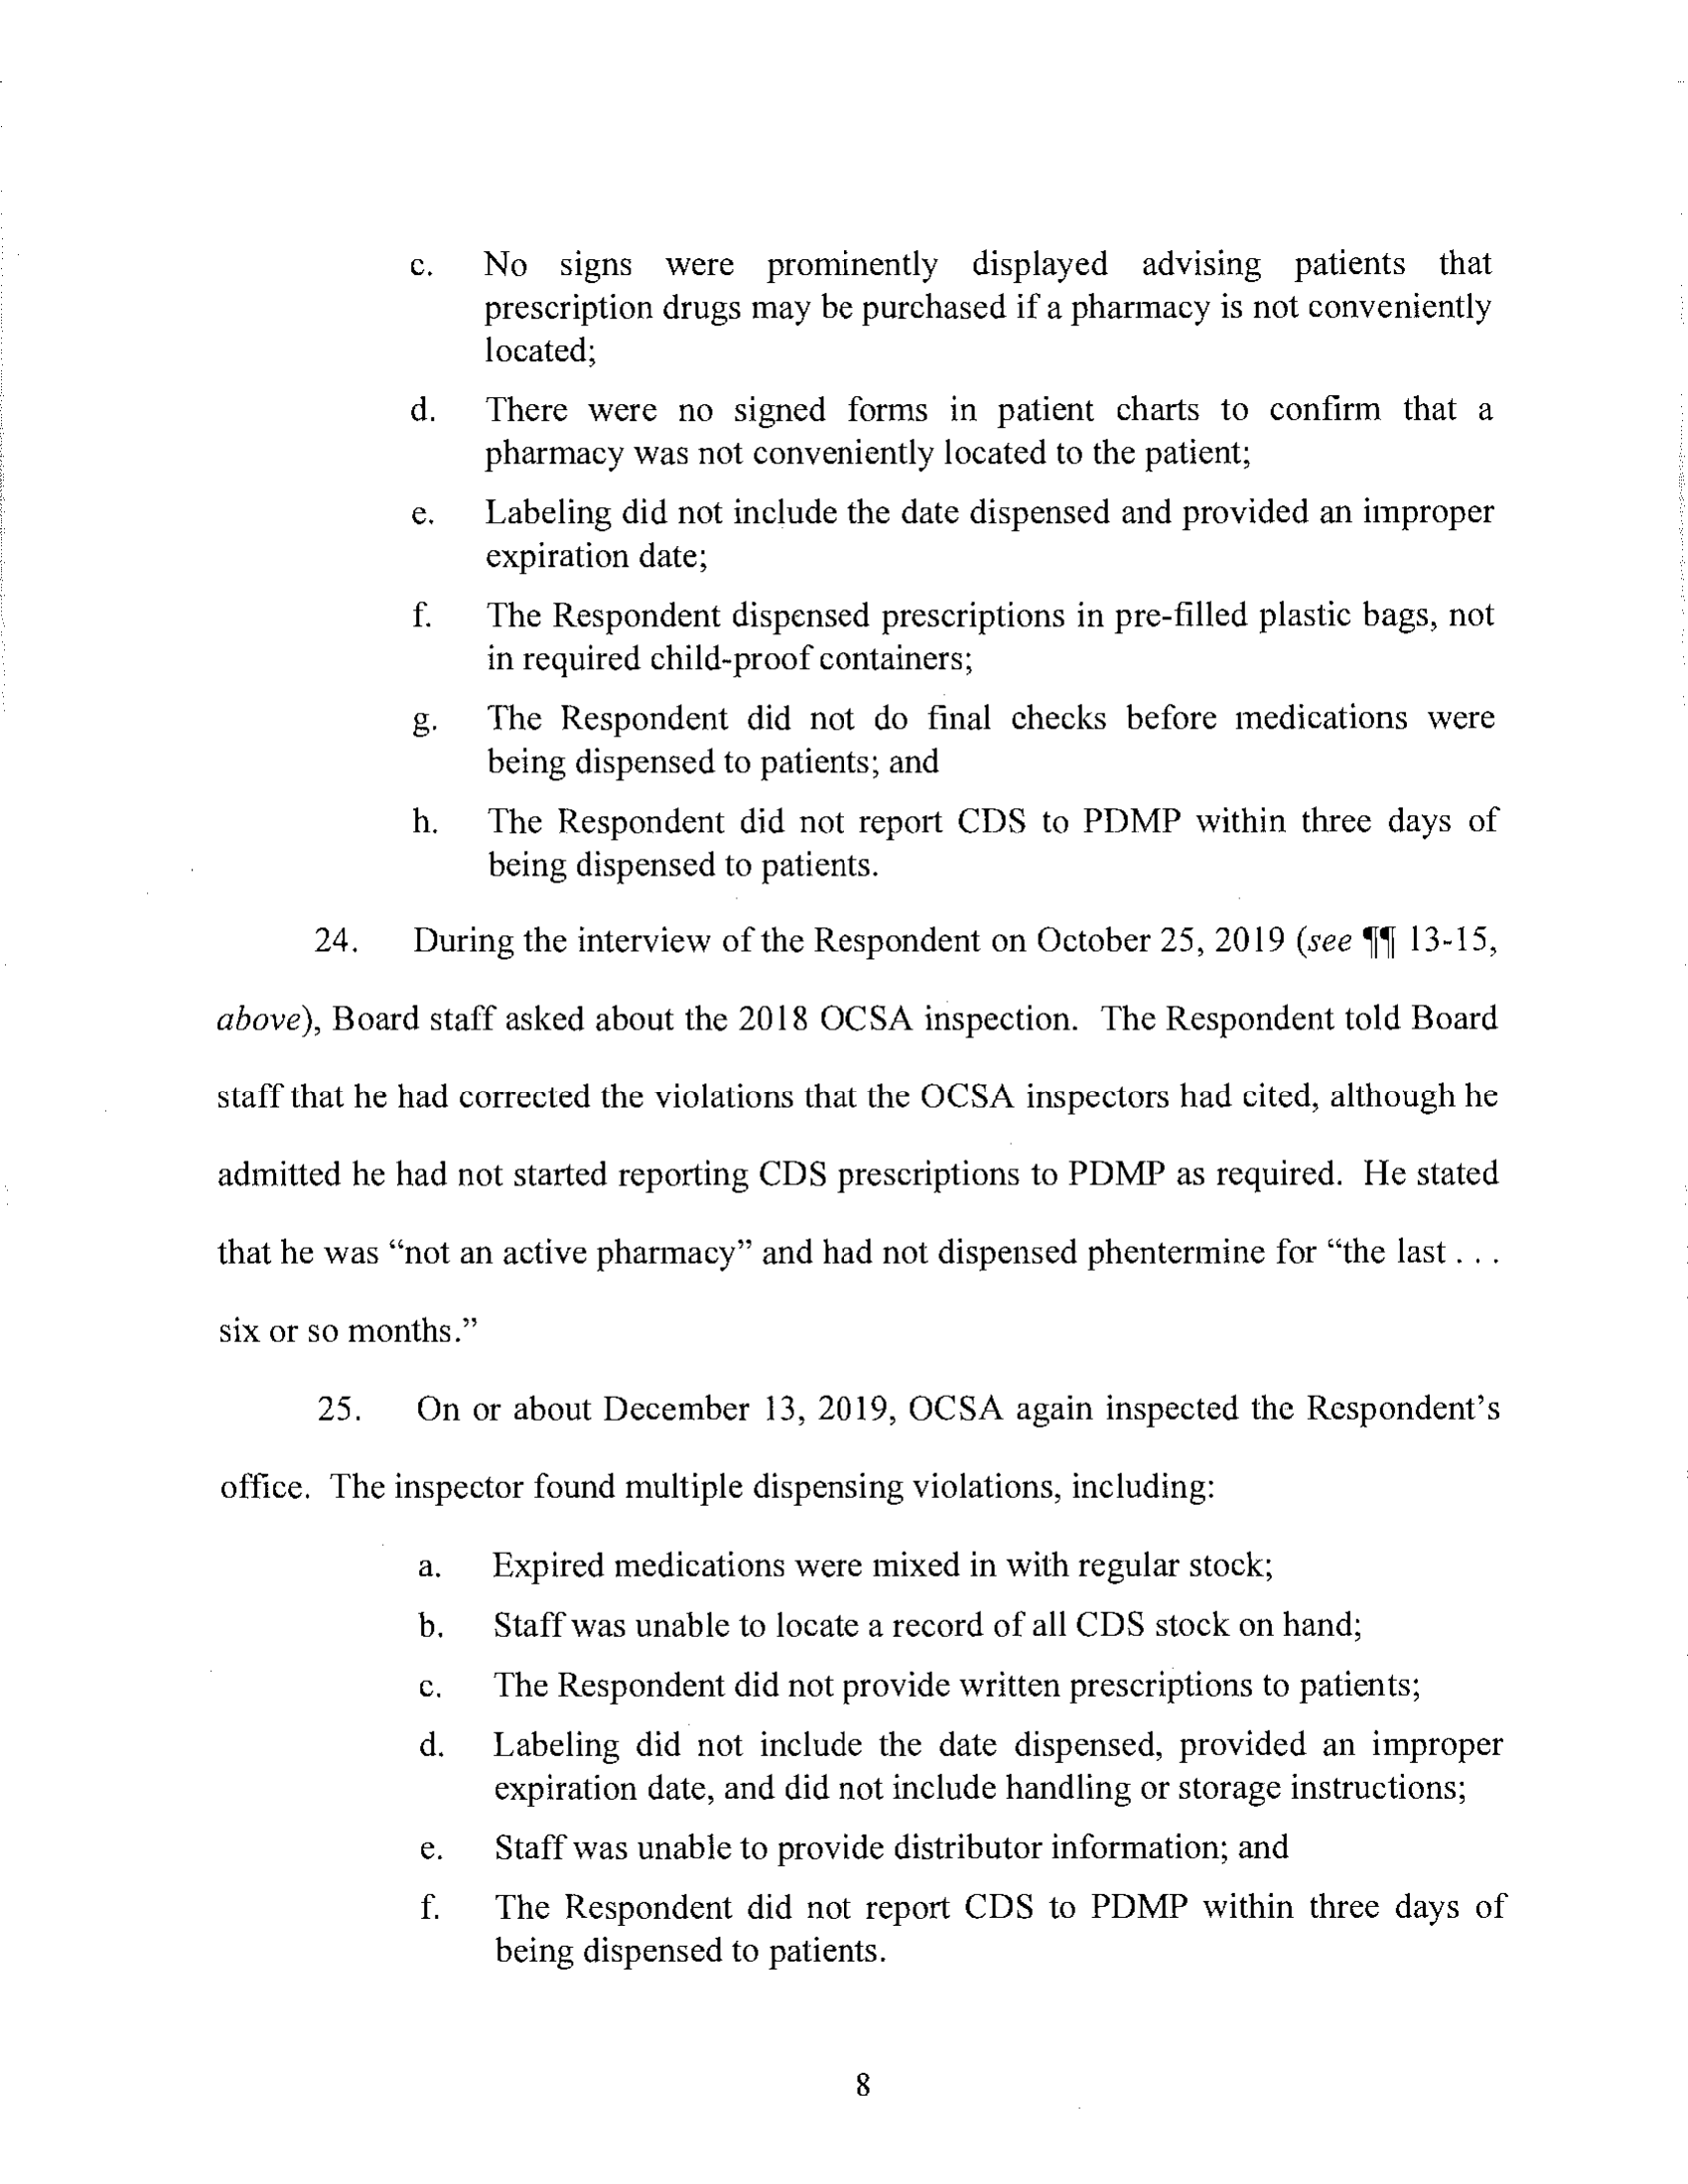 c. No signs were prominently displayed advising patients that
prescription drugs may be purchased if a pharmacy is not conveniently
located;
d. There were no signed forms in patient charts to confirm that a
pharmacy was not conveniently located to the patient;
e. Labeling did not include the date dispensed and provided an improper
expiration date;
f. The Respondent dispensed prescriptions in pre-filled plastic bags, not
in required child-proof containers;
g. The Respondent did not do final checks before medications were
being dispensed to patients; and
h. The Respondent did not report CDS to PDMP within three days of
being dispensed to patients.
24. During the interview of the Respondent on October 25, 2019 (see ¶¶ 13-15,
above), Board staff asked about the 2018 OCSA inspection. The Respondent told Board
staff that he had corrected the violations that the OCSA inspectors had cited, although he
admitted he had not started reporting CDS prescriptions to PDMP as required. He stated
that he was “not an active pharmacy” and had not dispensed phentermine for “the last . . .
six or so months.”
25. On or about December 13, 2019, OCSA again inspected the Respondent’s
office. The inspector found multiple dispensing violations, including:
a. Expired medications were mixed in with regular stock;
b. Staff was unable to locate a record of all CDS stock on hand;
c. The Respondent did not provide written prescriptions to patients;
d. Labeling did not include the date dispensed, provided an improper
expiration date, and did not include handling or storage instructions;
e. Staff was unable to provide distributor information; and
f. The Respondent did not report CDS to PDMP within three days of
being dispensed to patients.
8